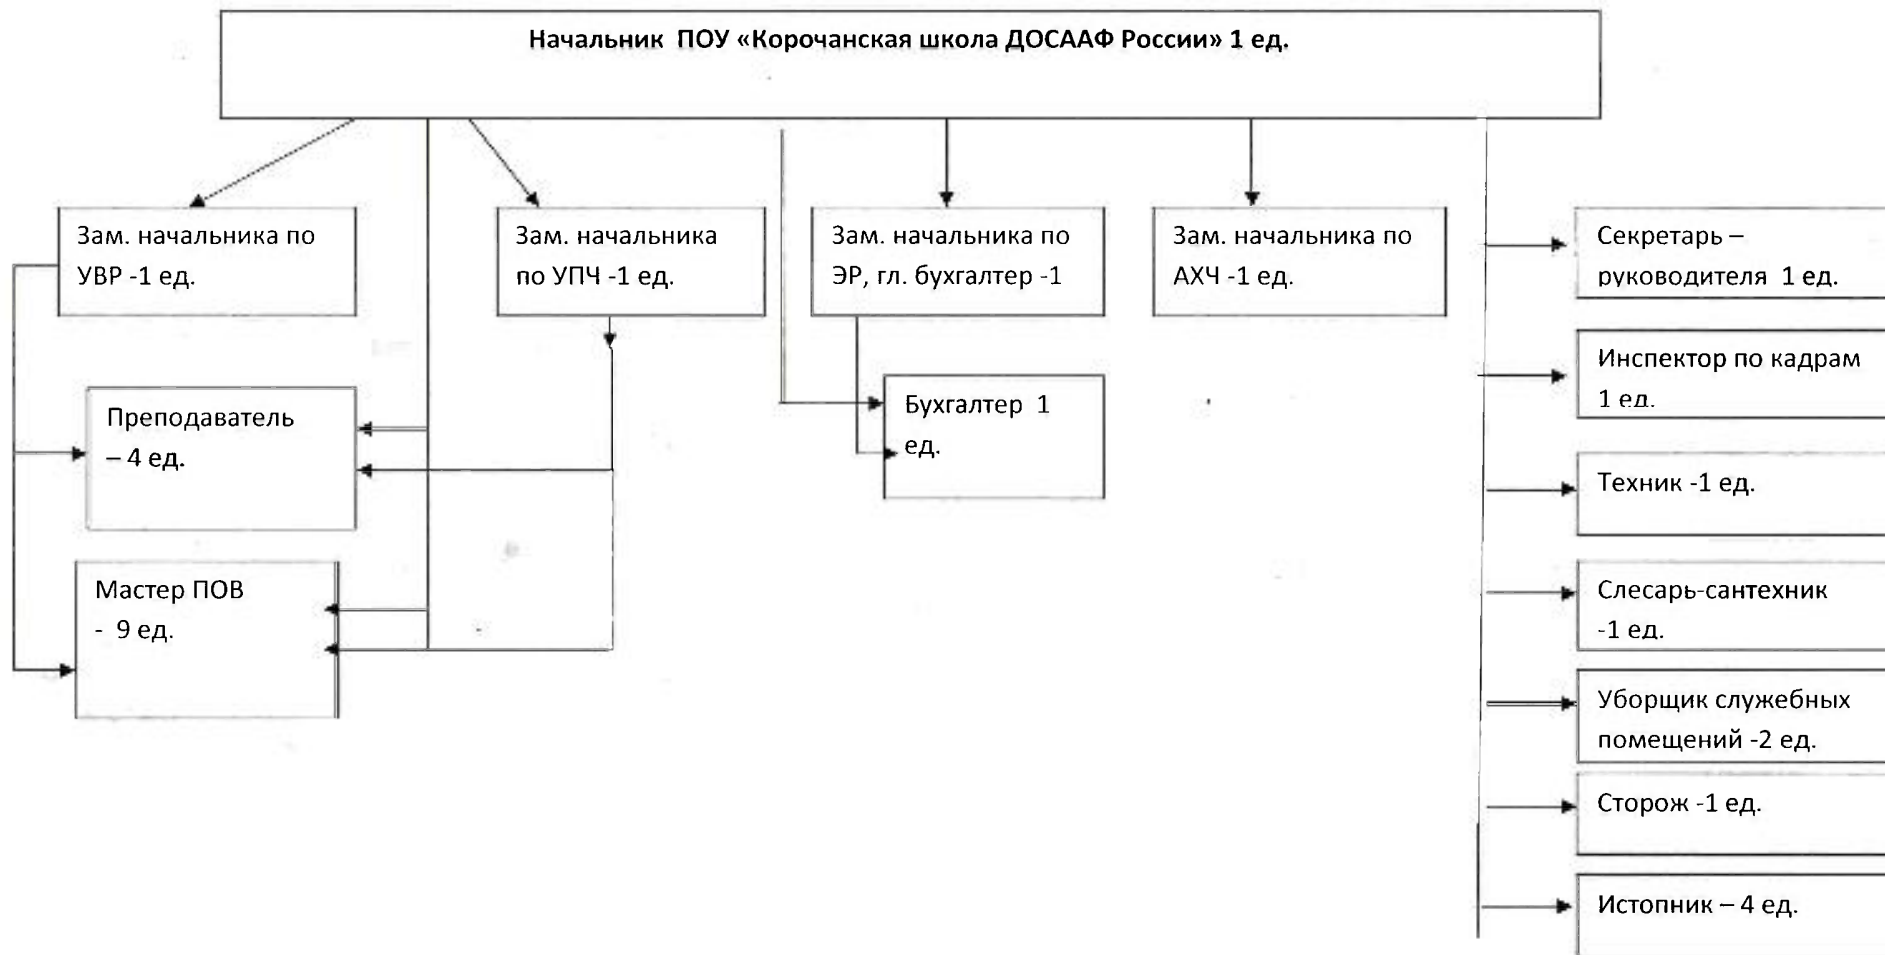 Начальник ПОУ «Корочанская школа ДОСААФ России» 1 ед.
Зам. начальника по
УВР -1 ед.
Зам. начальника
по УПЧ -1 ед.
Зам. начальника по
ЭР, гл. бухгалтер -1
Зам. начальника по
АХЧ -1 ед.
Секретарь –
руководителя 1 ед.
Инспектор по кадрам
1 ед.
Преподаватель
– 4 ед.
Бухгалтер 1
ед.
Техник -1 ед.
Мастер ПОВ
- 9 ед.
Слесарь-сантехник
-1 ед.
Уборщик служебных
помещений -2 ед.
Сторож -1 ед.
Истопник – 4 ед.